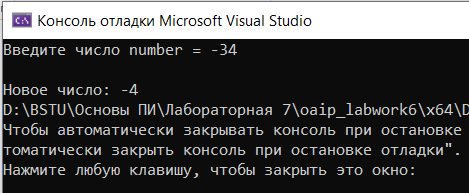 Консоль отладки Microsoft Visual Studio
Введите число number = -34
Новое число: -4
D:\BSTU\Основы ПИ\Лабораторная 7\oaip_labwork6\x64\D
Чтобы автоматически закрывать консоль при остановке
томатически закрыть консоль при остановке отладки".
Нажмите любую клавишу, чтобы закрыть это окно: